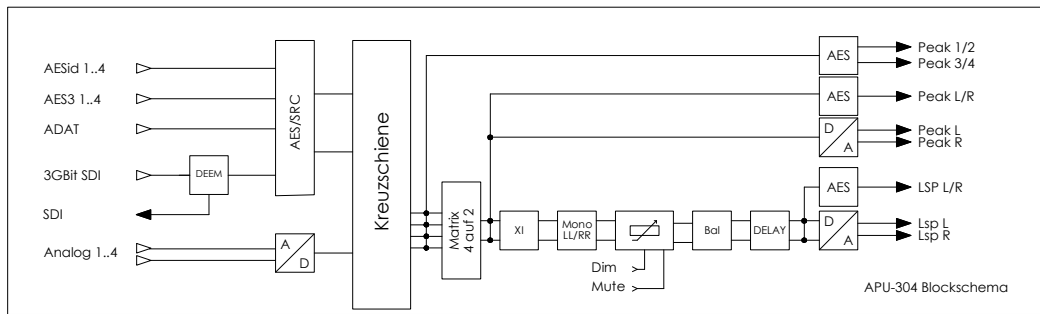 AESid 1..4
AES3 1..4
ADAT
3GBit SDI
SDI
Analog 1..4
DEEM
A
D
AES/SRC
Kreuzschiene
Matrix
4 auf 2
XI
Mono
LL/RR
Dim
Mute
Bal
DELAY
AES
Peak 1/2
Peak 3/4
AES
Peak L/R
D
A
Peak L
Peak R
AES
LSP L/R
D
A
Lsp L
Lsp R
APU-304 Blockschema